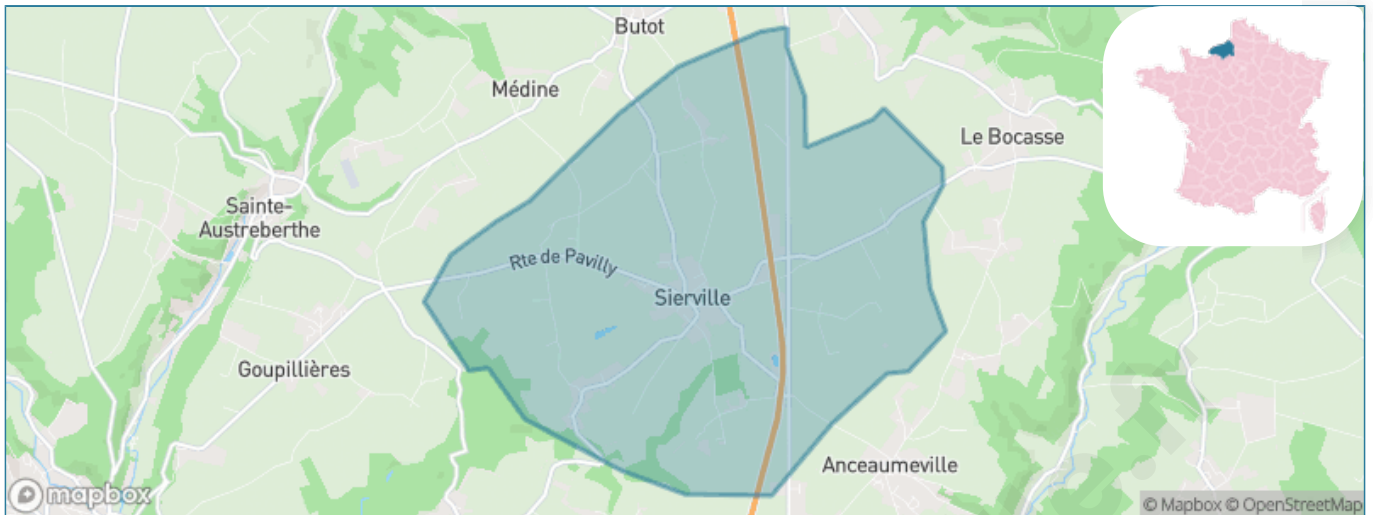 Butot
Médine
Le Bocasse
Sainte-
Austreberthe
Rte de Pavilly
Sierville
Goupillières
Anceaumeville
mapbox
© Mapbox © OpenStreetMap